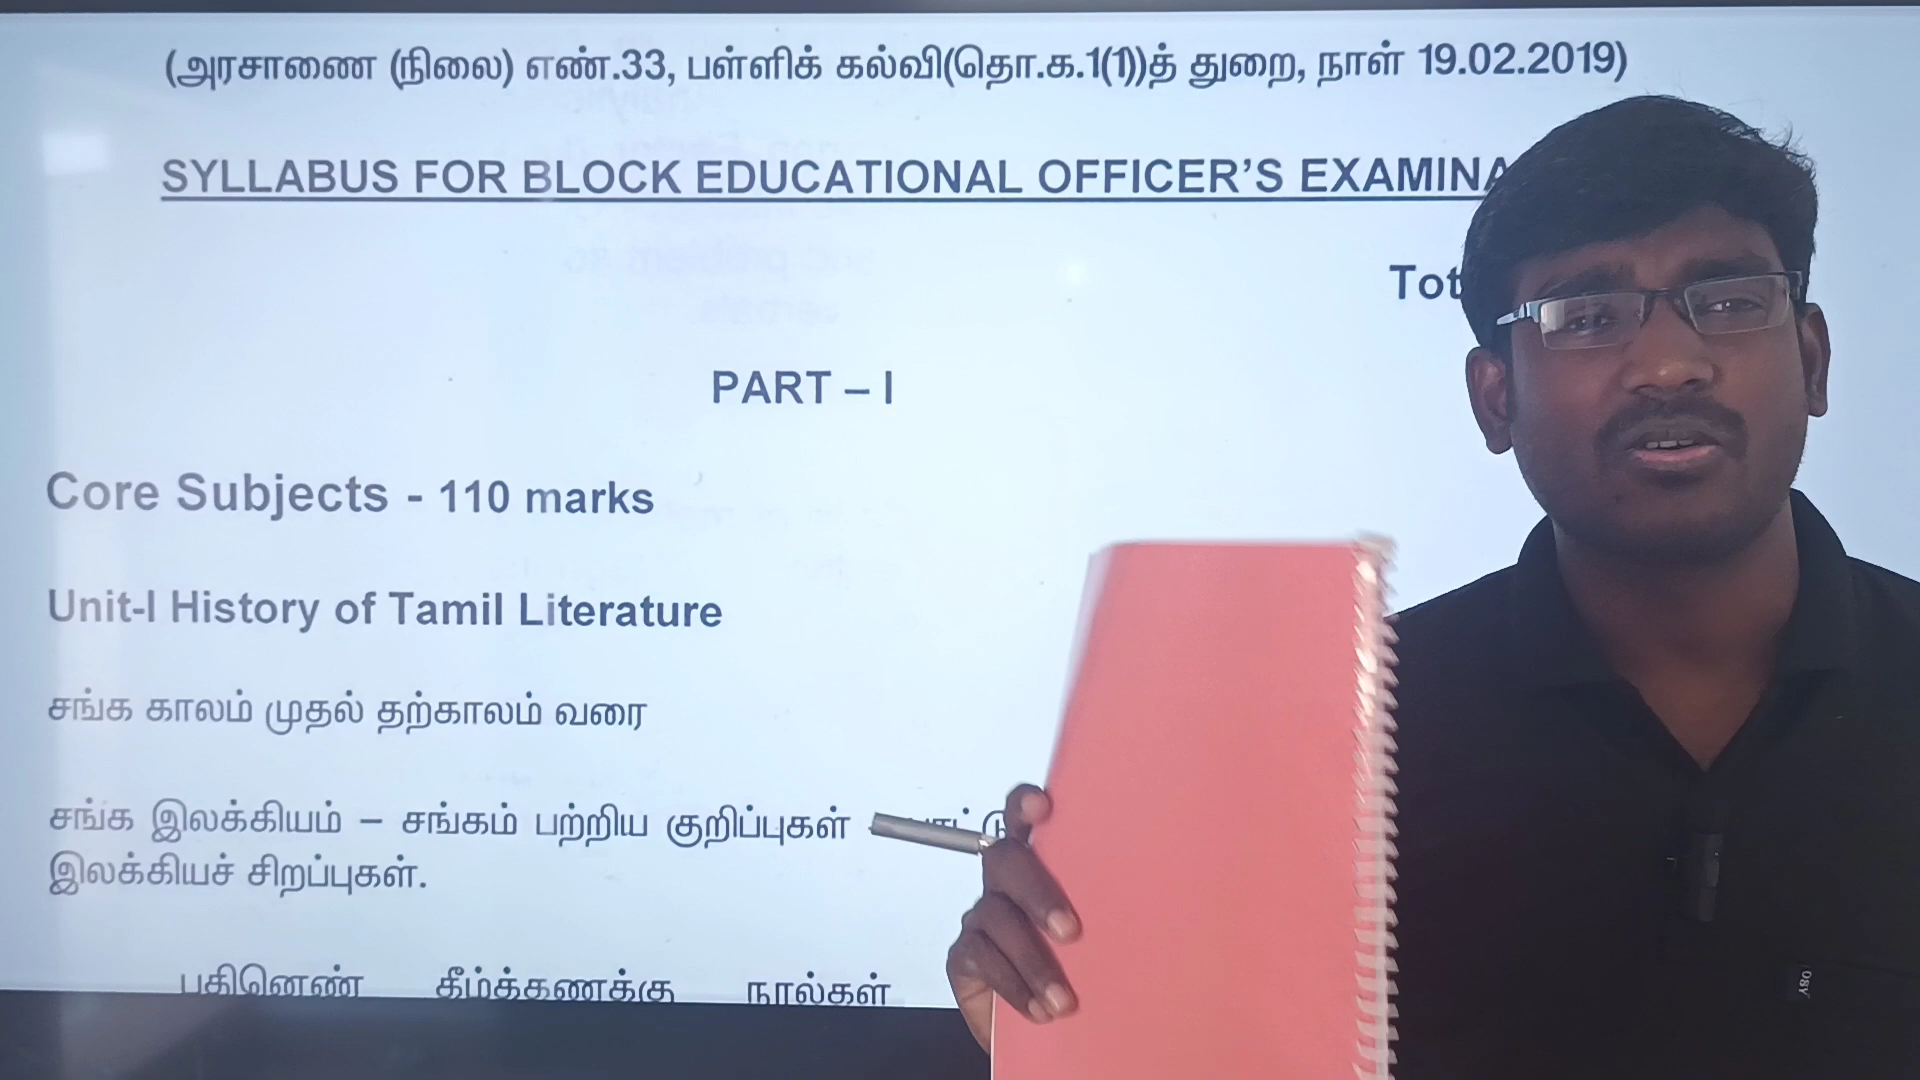 (அரசாணை (நிலை) எண்.33, பள்ளிக் கல்வி(தொ.க.1(1))த் துறை, நாள் 19.02.2019)
SYLLABUS FOR BLOCK EDUCATIONAL OFFICER’S EXAMINA
Tot
PART – I
Core Subjects - 110 marks
Unit-I History of Tamil Literature
சங்க காலம் முதல் தற்காலம் வரை
சங்க இலக்கியம் – சங்கம் பற்றிய குறிப்புகள்
இலக்கியச் சிறப்புகள்.
பதினெண் கீழ்க்கணக்கு நூல்கள்